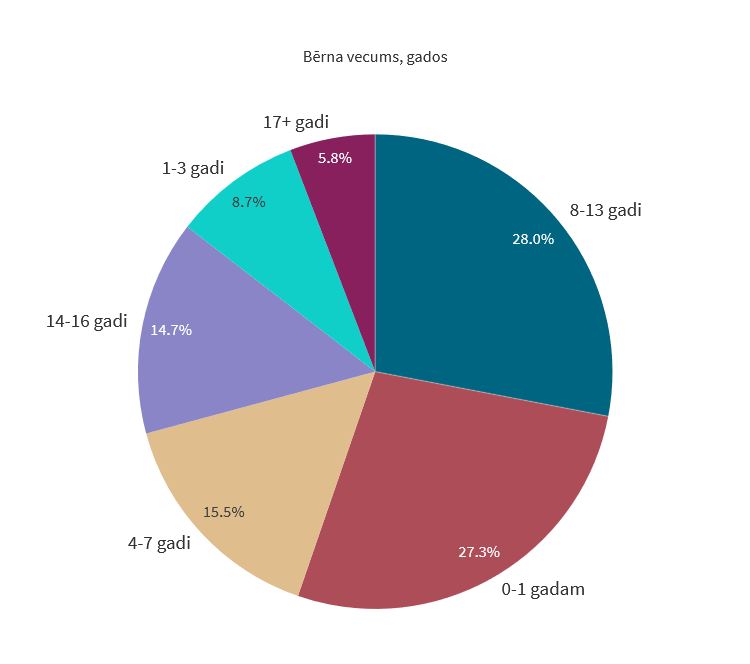 Bērna vecums, gados
17+ gadi
5.8%
1-3 gadi
8.7%
8-13 gadi
28.0%
14-16 gadi
14.7%
4-7 gadi
15.5%
27.3%
0-1 gadam